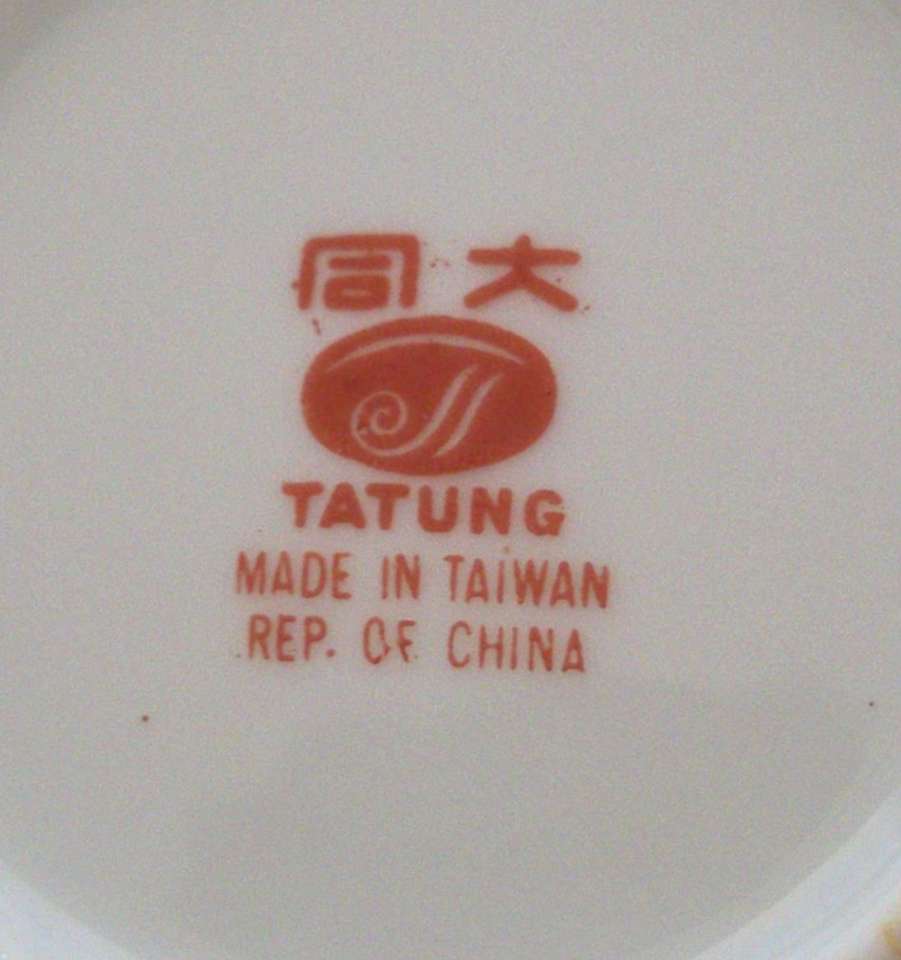 大同
TATUNG
MADE IN TAIWAN
REP. OF CHINA